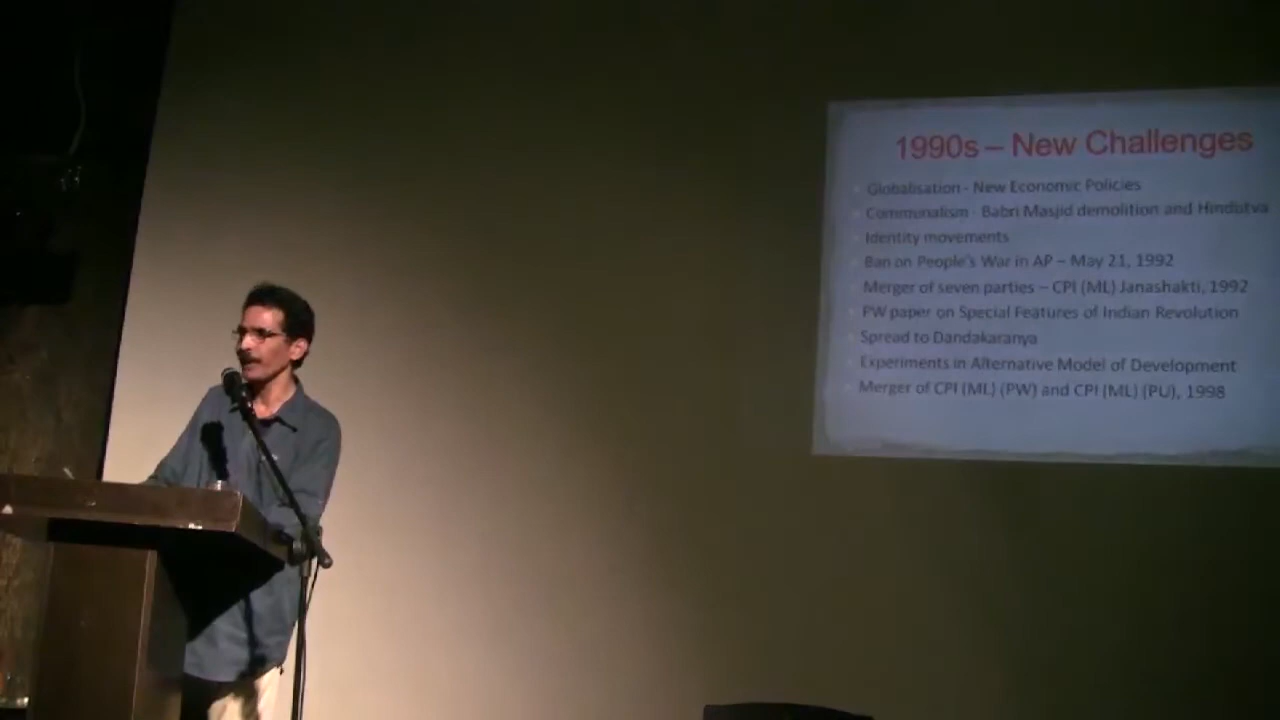 1990s – New Challenges
Globalisation - New Economic Policies
Communalism - Babri Masjid demolition and Hindutva
Identity movements
Ban on People's War in AP – May 21, 1992
Merger of seven parties – CPI (ML) Janashakti, 1992
PW paper on Special Features of Indian Revolution
Spread to Dandakaranya
Experiments in Alternative Model of Development
Merger of CPI (ML) (PW) and CPI (ML) (PU), 1998